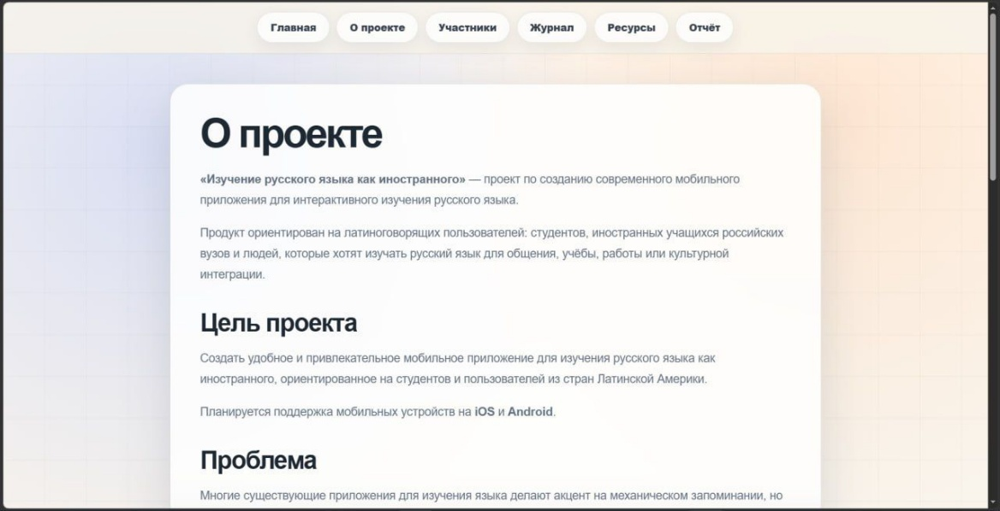 Главная О проекте Участники Журнал Ресурсы Отчёт
О проекте
«Изучение русского языка как иностранного» — проект по созданию современного мобильного
приложения для интерактивного изучения русского языка.
Продукт ориентирован на латиноговорящих пользователей: студентов, иностранных учащихся российских
вузов и людей, которые хотят изучать русский язык для общения, учёбы, работы или культурной
интеграции.
Цель проекта
Создать удобное и привлекательное мобильное приложение для изучения русского языка как
иностранного, ориентированное на студентов и пользователей из стран Латинской Америки.
Планируется поддержка мобильных устройств на iOS и Android.
Проблема
Многие существующие приложения для изучения языка делают акцент на механическом запоминании, но